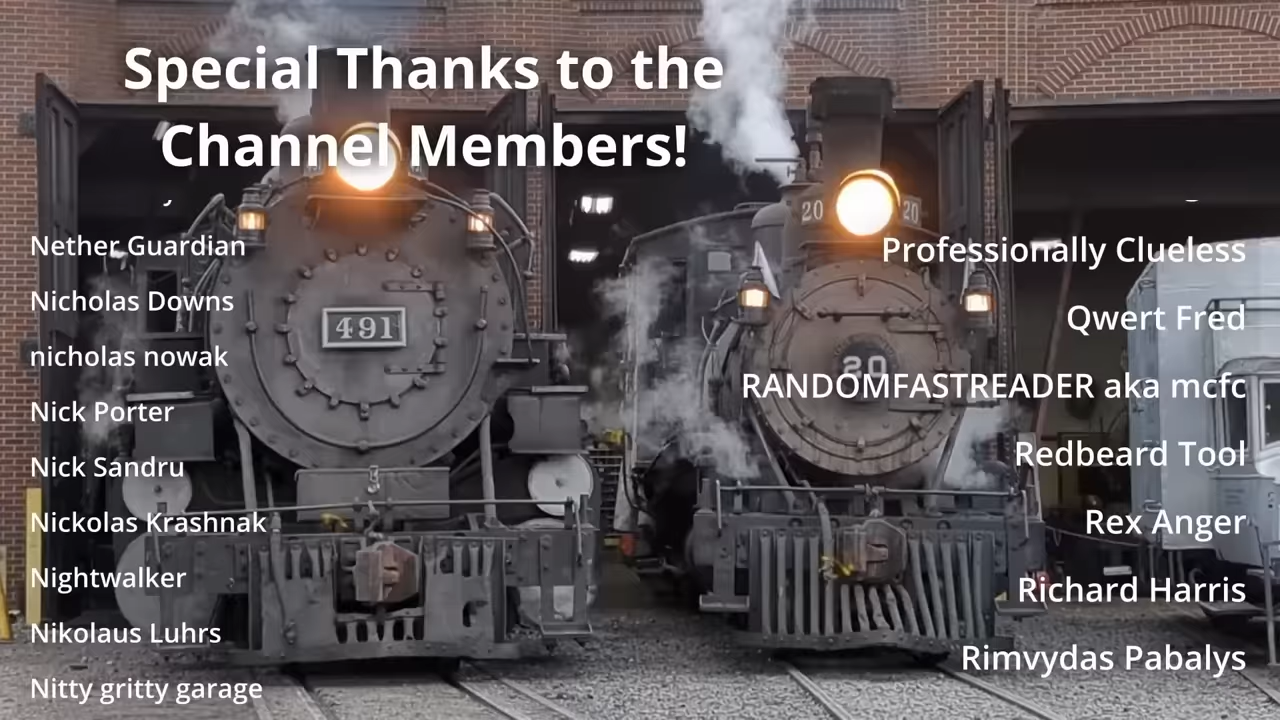 Special Thanks to the
Channel Members!
Nether Guardian
Nicholas Downs
nicholas nowak
Nick Porter
Nick Sandru
Nickolas Krashnak
Nightwalker
Nikolaus Luhrs
Nitty gritty garage
Professionally Clueless
Qwert Fred
RANDOMFASTREADER aka mcfc
Redbeard Tool
Rex Anger
Richard Harris
Rimvydas Pabalys
491
20
20
20